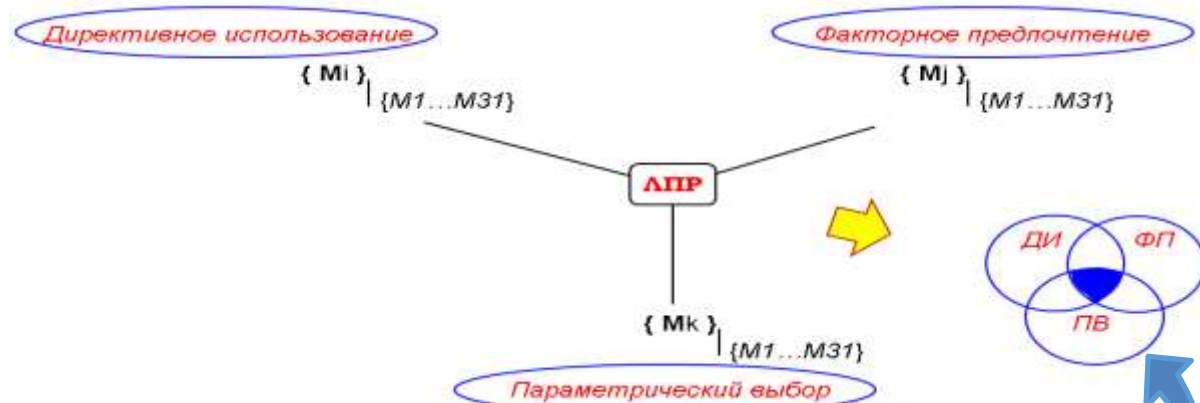 Директивное использование
Факторное предпочтение
{ Mi }
{M1...M31}
{ Mj }
{M1...M31}
ЛПР
ДИ
ФП
ПВ
{ Mk }
{M1...M31}
Параметрический выбор